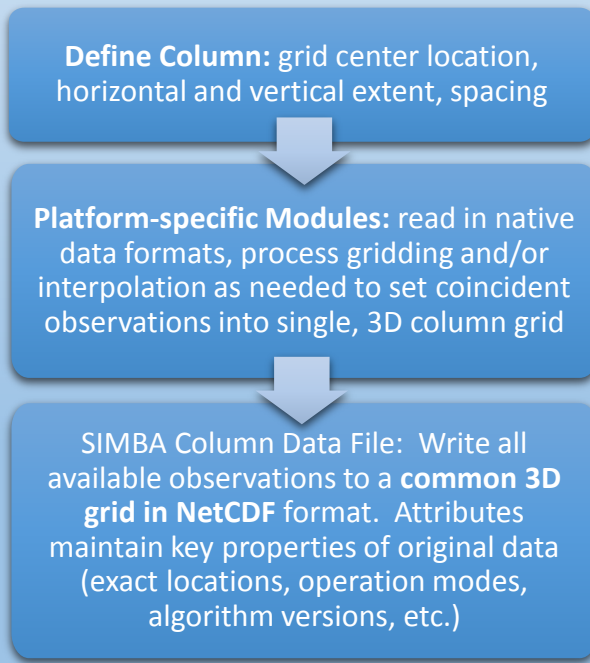 Define Column: grid center location,
horizontal and vertical extent, spacing
Platform-specific Modules: read in native
data formats, process gridding and/or
interpolation as needed to set coincident
observations into single, 3D column grid
SIMBA Column Data File:  Write all
available observations to a common 3D
grid in NetCDF format.  Attributes
maintain key properties of original data
(exact locations, operation modes,
algorithm versions, etc.)